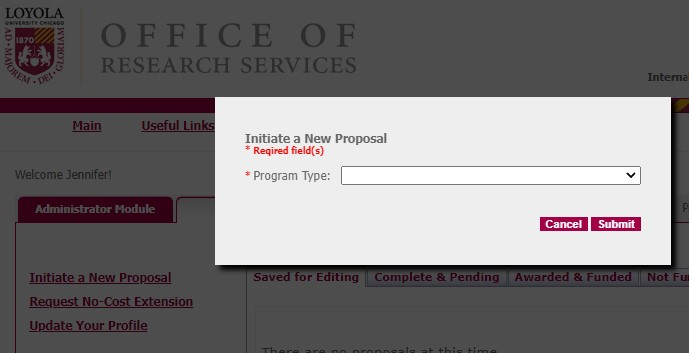 LOYOLA
UNIVERSITY CHICAGO
AD • MAJOREM • DEI • GLORIAM
1870
OFFICE OF
RESEARCH SERVICES
Interna
Main
Useful Links
Welcome Jennifer!
Administrator Module
P
Initiate a New Proposal
* Reqired field(s)
* Program Type:
Cancel
Submit
Initiate a New Proposal
Request No-Cost Extension
Update Your Profile
Saved for Editing
Complete & Pending
Awarded & Funded
Not Fu
There are no proposals at this time